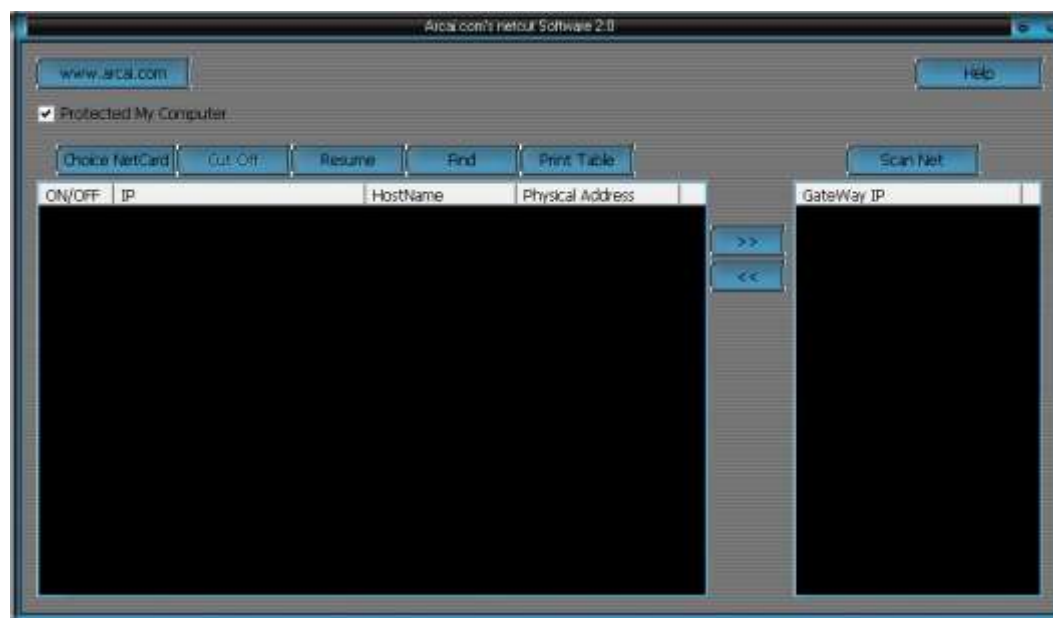 Arcai.com's netcut Software 2.0
www.arcai.com
Help
Protected My Computer
Choice NetCard Cut Off Resume Find Print Table Scan Net
ON/OFF IP HostName Physical Address GateWay IP
>>
<<